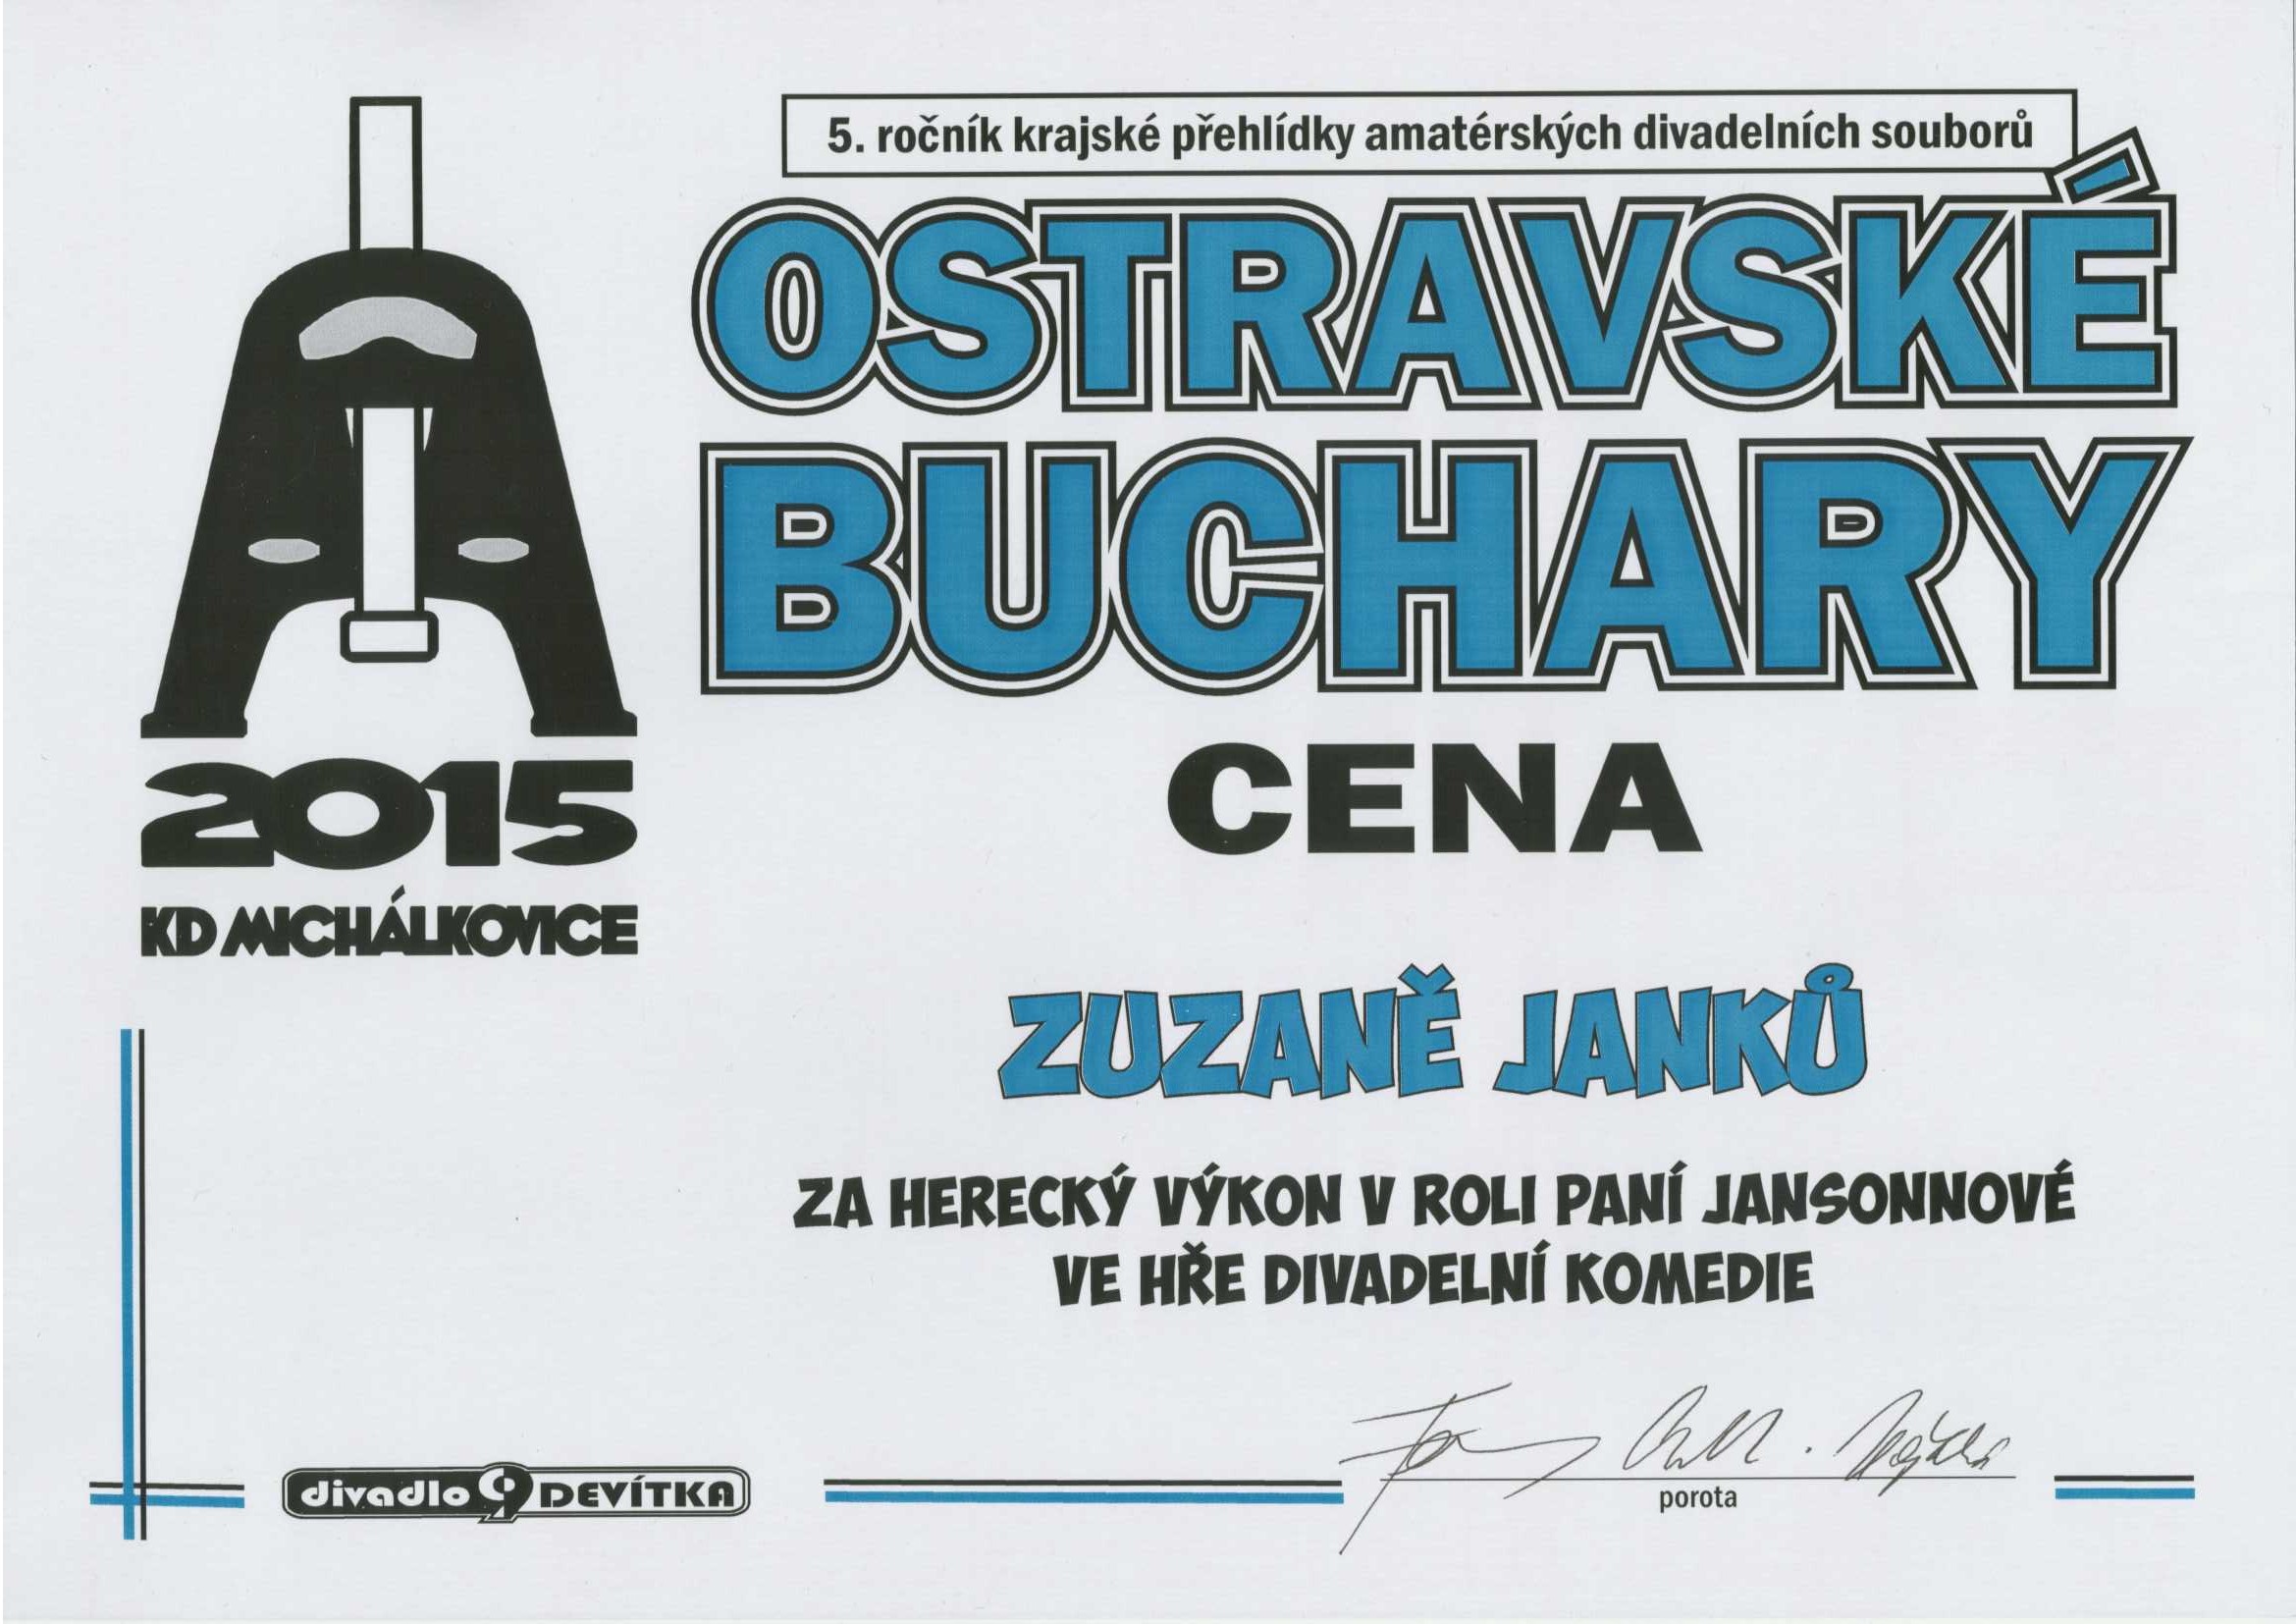 5. ročník krajské přehlídky amatérských divadelních souborů
OSTRAVSKÉ
BUCHARY
2015
KD MICHÁLKOVICE
CENA
ZUZANĚ JANKŮ
ZA HERECKÝ VÝKON V ROLI PANÍ JANSONNOVÉ
VE HŘE DIVADELNÍ KOMEDIE
divadlo 9 DEVÍTKA
porota